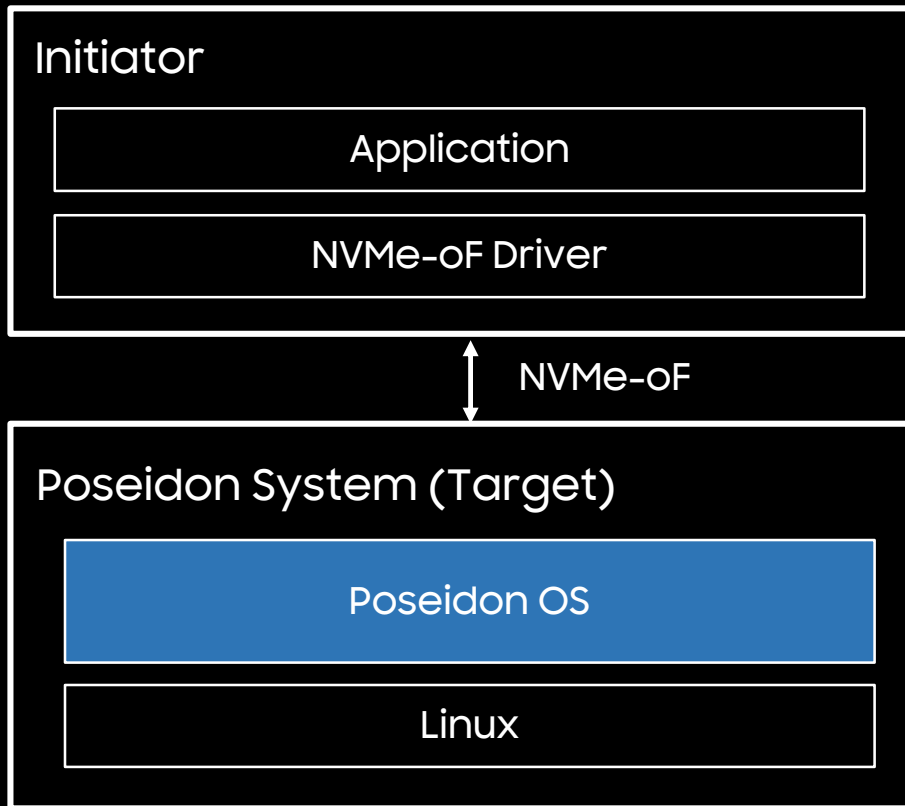 Initiator
Application
NVMe-oF Driver
NVMe-oF
Poseidon System (Target)
Poseidon OS
Linux